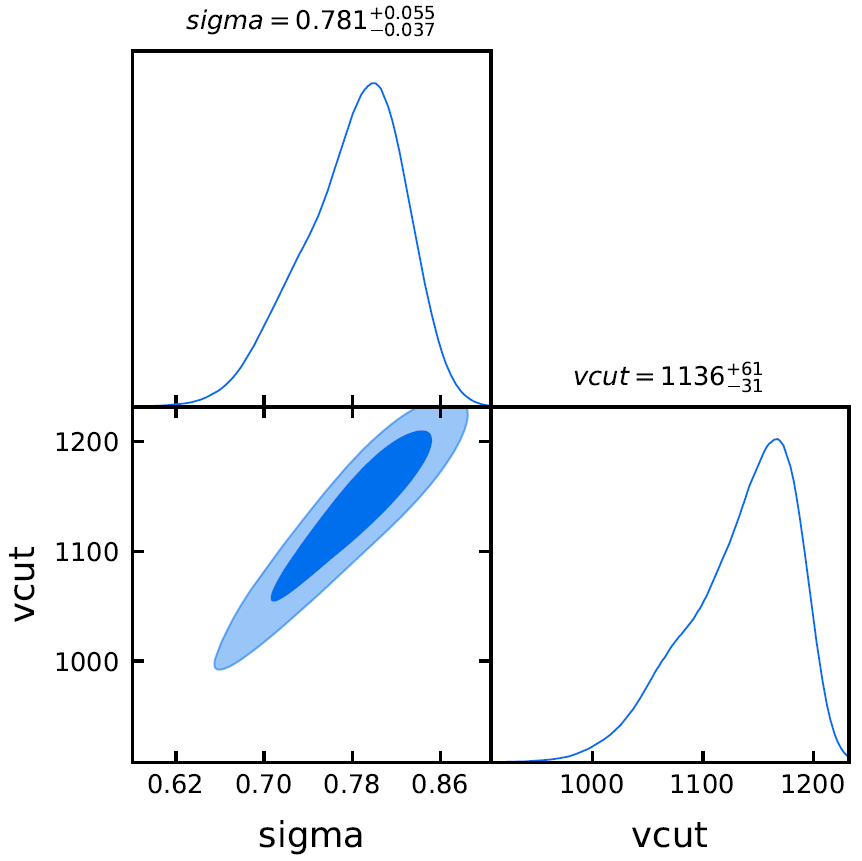 sigma = 0.781 +0.055 −0.037
vcut = 1136 +61 −31
1200
1100
1000
vcut
0.62 0.70 0.78 0.86
1000 1100 1200
sigma
vcut